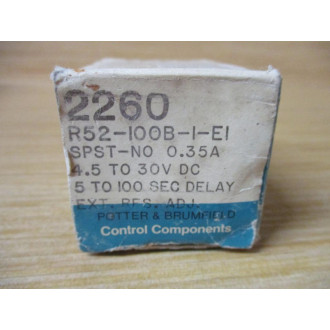 2260
R52-100B-1-E1
SPST-NO 0.35A
4.5 TO 30V DC
5 TO 100 SEC DELAY
EXT. RES. ADJ.
POTTER & BRUMFIELD
Control Components